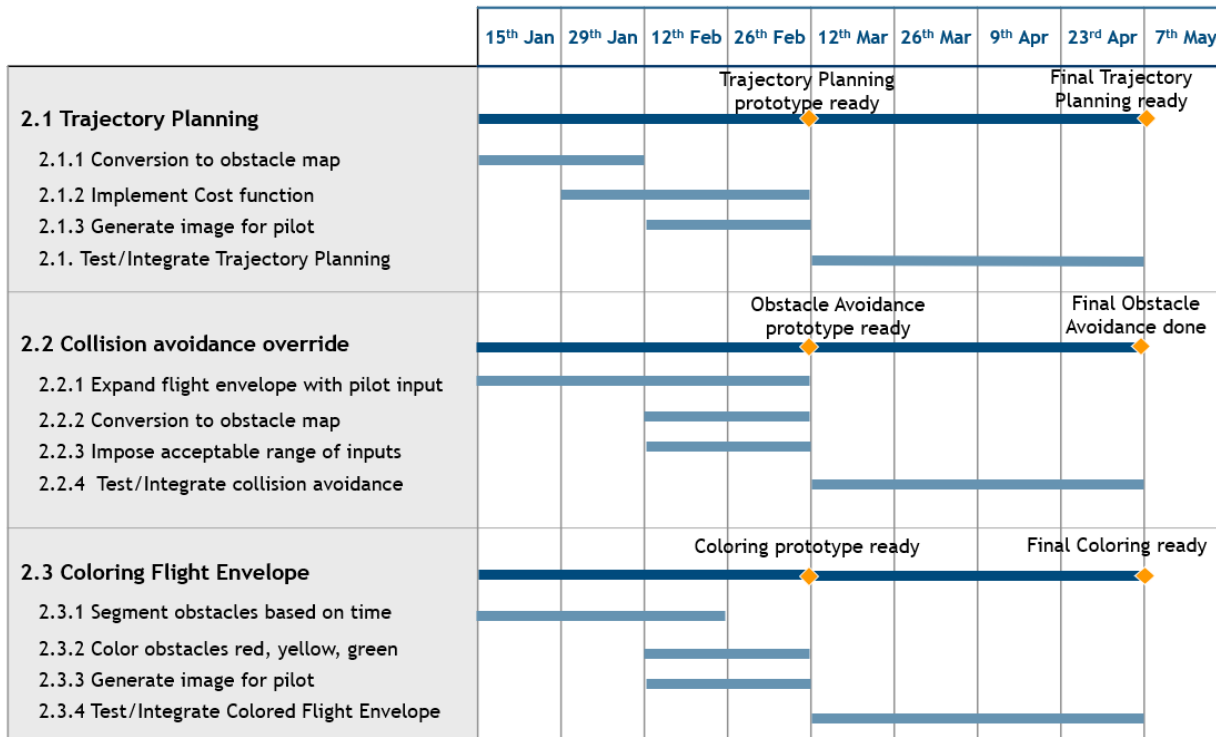 15th Jan 29th Jan 12th Feb 26th Feb 12th Mar 26th Mar 9th Apr 23rd Apr 7th May
Trajectory Planning
prototype ready
Final Trajectory
Planning ready
2.1 Trajectory Planning
2.1.1 Conversion to obstacle map
2.1.2 Implement Cost function
2.1.3 Generate image for pilot
2.1. Test/Integrate Trajectory Planning
Obstacle Avoidance
prototype ready
Final Obstacle
Avoidance done
2.2 Collision avoidance override
2.2.1 Expand flight envelope with pilot input
2.2.2 Conversion to obstacle map
2.2.3 Impose acceptable range of inputs
2.2.4 Test/Integrate collision avoidance
Coloring prototype ready
Final Coloring ready
2.3 Coloring Flight Envelope
2.3.1 Segment obstacles based on time
2.3.2 Color obstacles red, yellow, green
2.3.3 Generate image for pilot
2.3.4 Test/Integrate Colored Flight Envelope